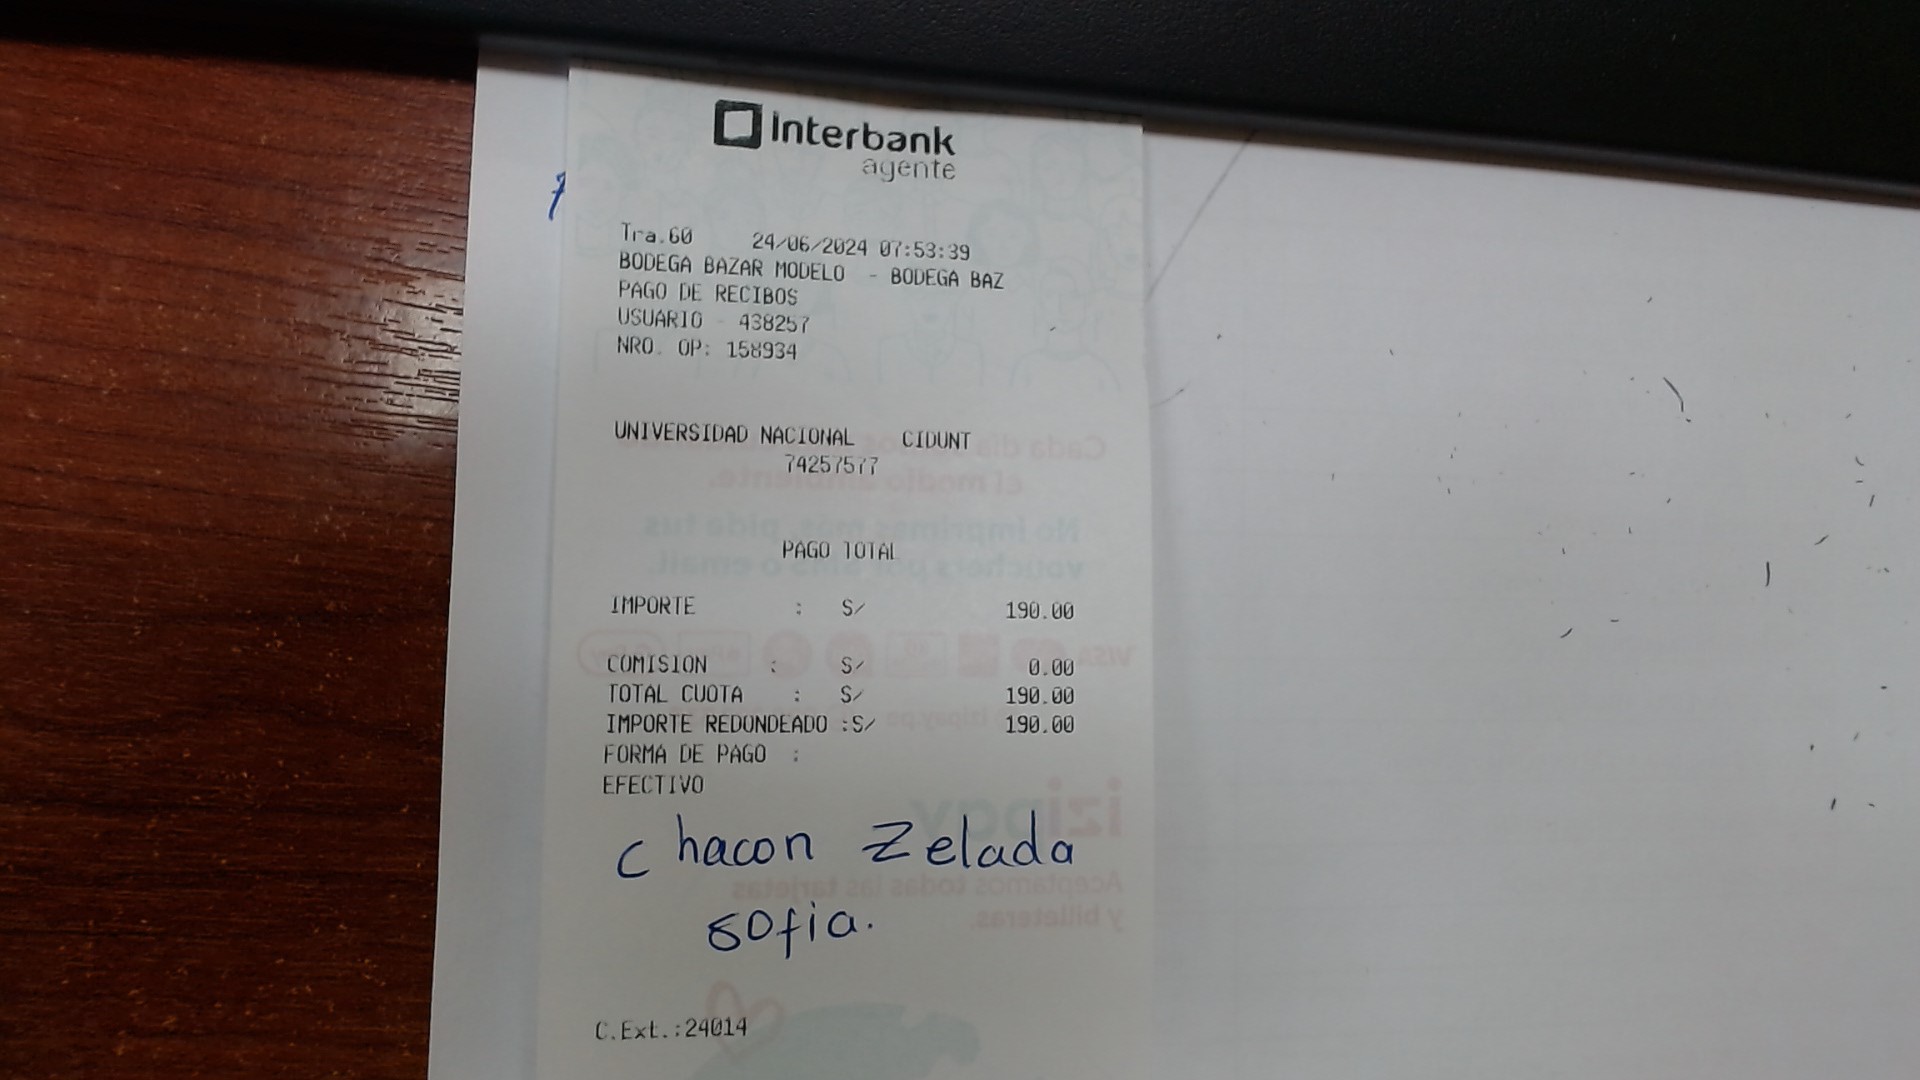 Interbank
agente
Tra.60 24/06/2024 07:53:39
BODEGA BAZAR MODELO - BODEGA BAZ
PAGO DE RECIBOS
USUARIO - 438257
NRO. OP: 158934
UNIVERSIDAD NACIONAL CIDUNT
74257577
PAGO TOTAL
IMPORTE : S/ 190.00
COMISION : S/ 0.00
TOTAL CUOTA : S/ 190.00
IMPORTE REDONDEADO :S/ 190.00
FORMA DE PAGO :
EFECTIVO
Chacon Zelada
Sofia.
C.Ext.:24014